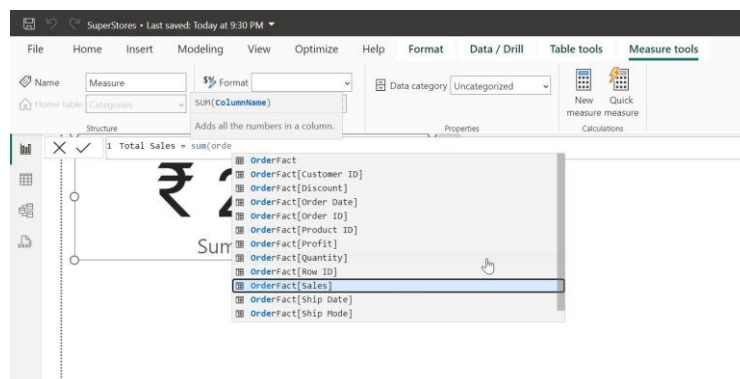 SuperStores • Last saved: Today at 9:30 PM
File Home Insert Modeling View Optimize Help Format Data / Drill Table tools Measure tools
Name Measure
$% Format
Data category Uncategorized
New measure
Quick measure
Home table Categories
Structure
Properties
Calculations
SUM(ColumnName)
Adds all the numbers in a column.
1 Total Sales = sum(orde
OrderFact
OrderFact[Customer ID]
OrderFact[Discount]
OrderFact[Order Date]
OrderFact[Order ID]
OrderFact[Product ID]
OrderFact[Profit]
OrderFact[Quantity]
OrderFact[Row ID]
OrderFact[Sales]
OrderFact[Ship Date]
OrderFact[Ship Mode]
₹ 2
Sum